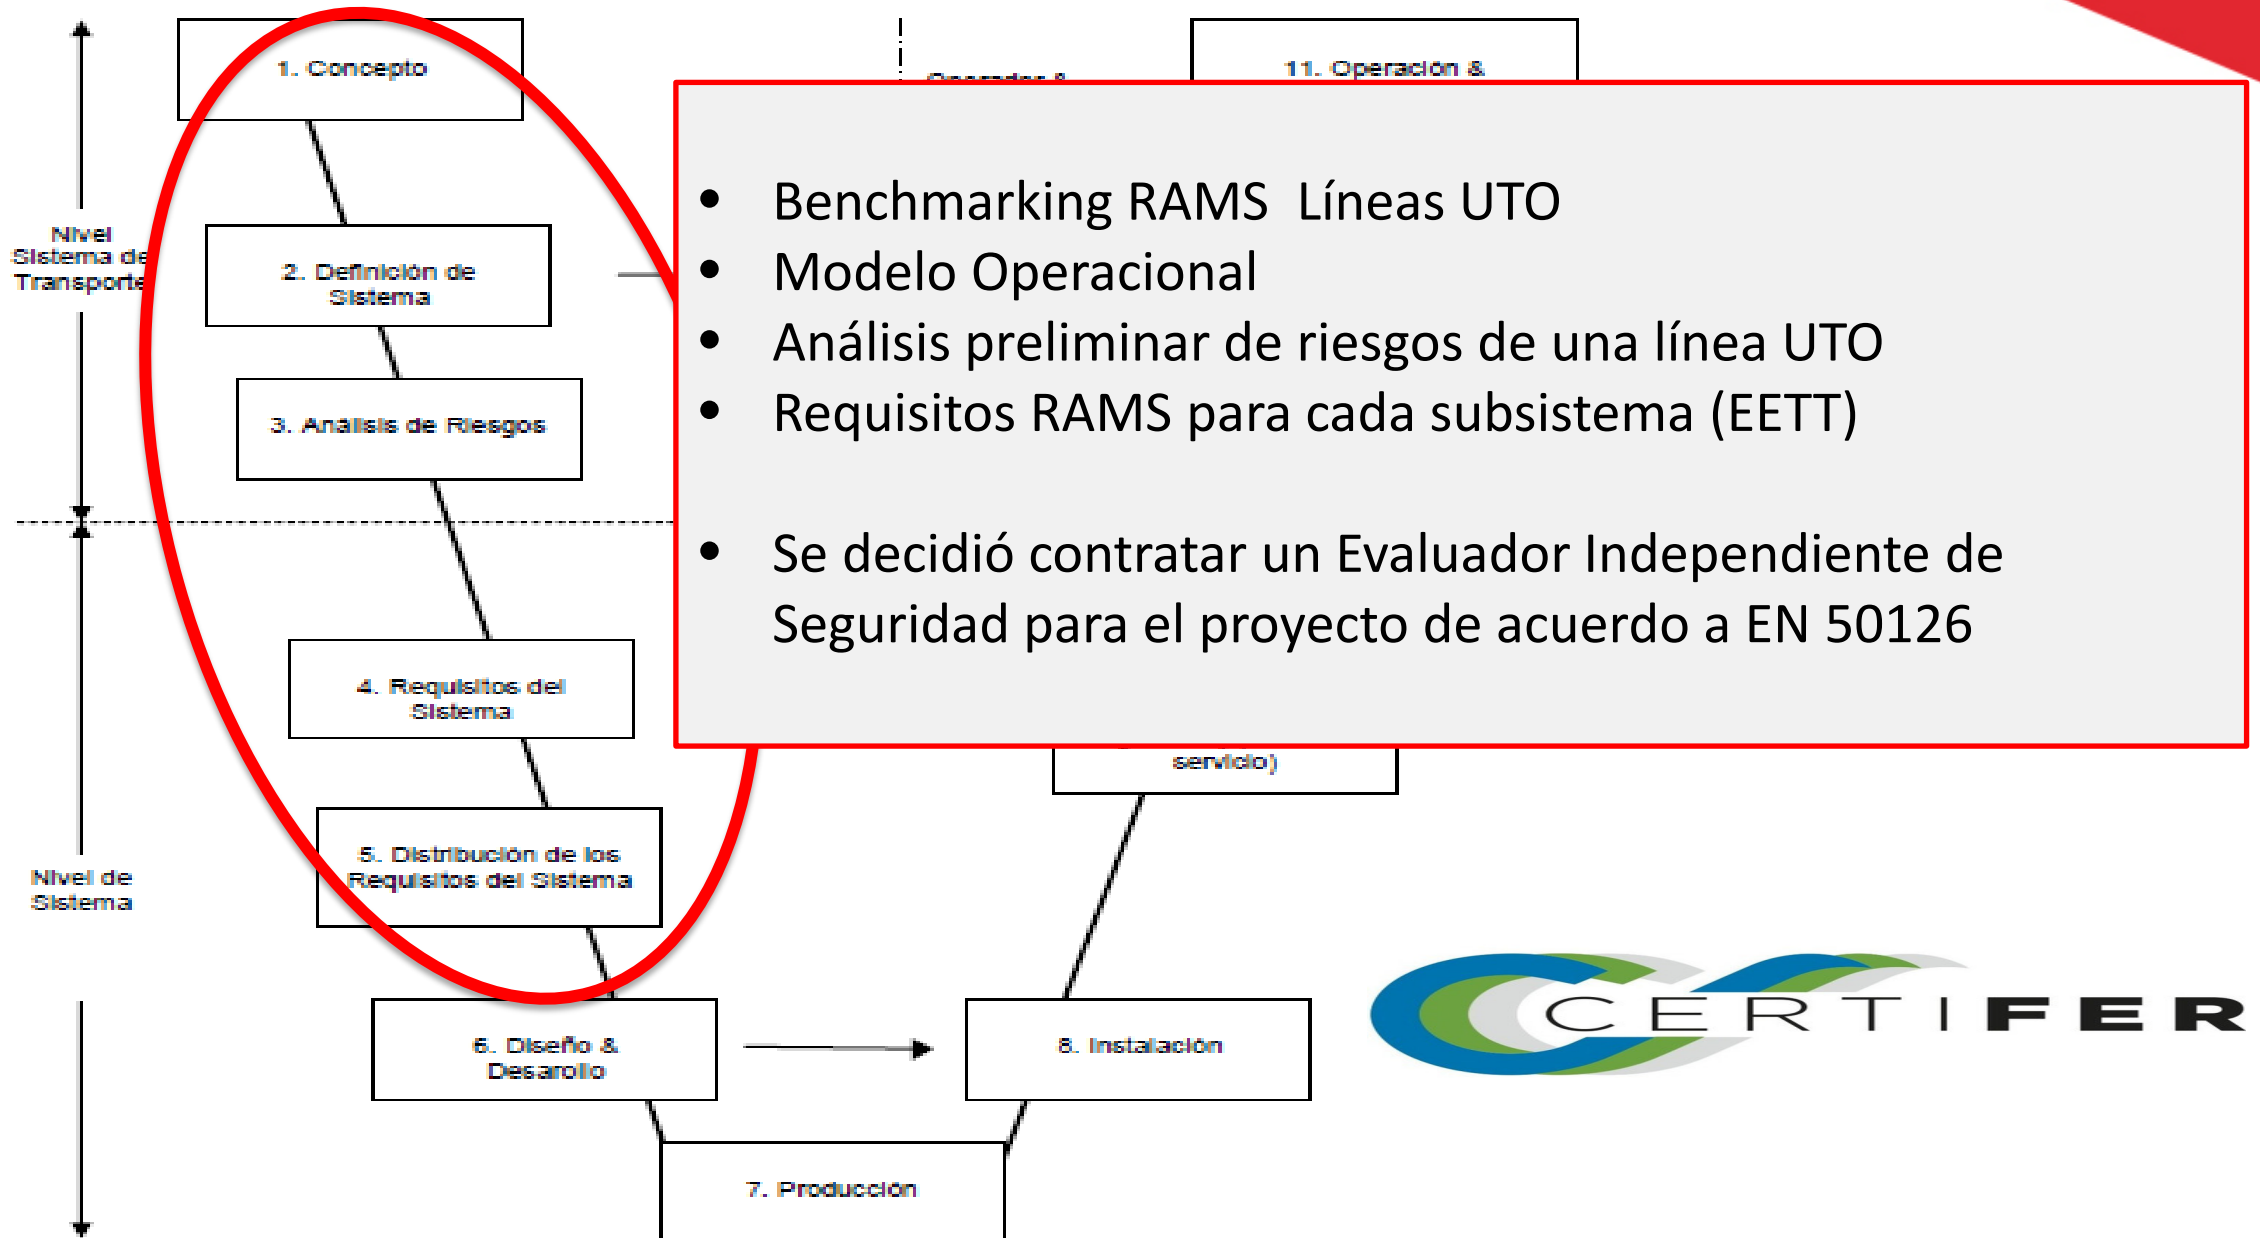 1. Concepto
11. Operación &
Nivel
Sistema de
Transporte
2. Definición de
Sistema
3. Análisis de Riesgos
• Benchmarking RAMS Líneas UTO
• Modelo Operacional
• Análisis preliminar de riesgos de una línea UTO
• Requisitos RAMS para cada subsistema (EETT)
• Se decidió contratar un Evaluador Independiente de
Seguridad para el proyecto de acuerdo a EN 50126
4. Requisitos del
Sistema
servicio)
5. Distribución de los
Requisitos del Sistema
Nivel de
Sistema
6. Diseño &
Desarollo
8. Instalación
CERTIFER
7. Producción